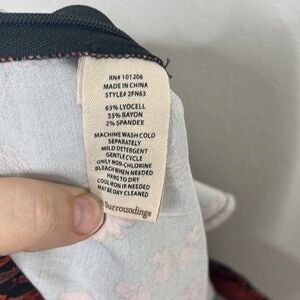 RN# 101206
MADE IN CHINA
STYLE# 2FN63
63% LYOCELL
35% RAYON
2% SPANDEX
MACHINE WASH COLD
SEPARATELY
MILD DETERGENT
GENTLE CYCLE
ONLY NON-CHLORINE
BLEACH WHEN NEEDED
HANG TO DRY
COOL IRON IF NEEDED
MAY BE DRY CLEANED
Surroundings